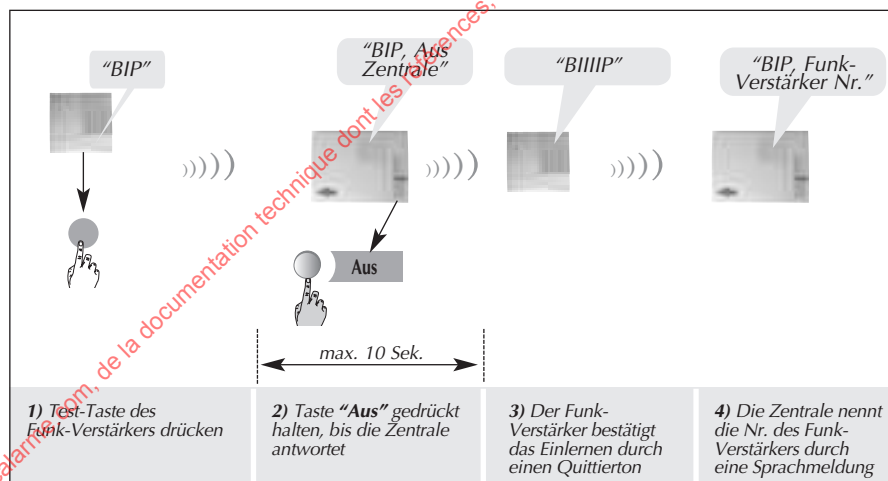 “BIP”
“BIP, Aus
Zentrale”
“BIIIIP”
“BIP, Funk-
Verstärker Nr.”
Aus
max. 10 Sek.
1) Test-Taste des
Funk-Verstärkers drücken
2) Taste “Aus” gedrückt
halten, bis die Zentrale
antwortet
3) Der Funk-
Verstärker bestätigt
das Einlernen durch
einen Quittierton
4) Die Zentrale nennt
die Nr. des Funk-
Verstärkers durch
eine Sprachmeldung
com, de la documentation technique dont les références,